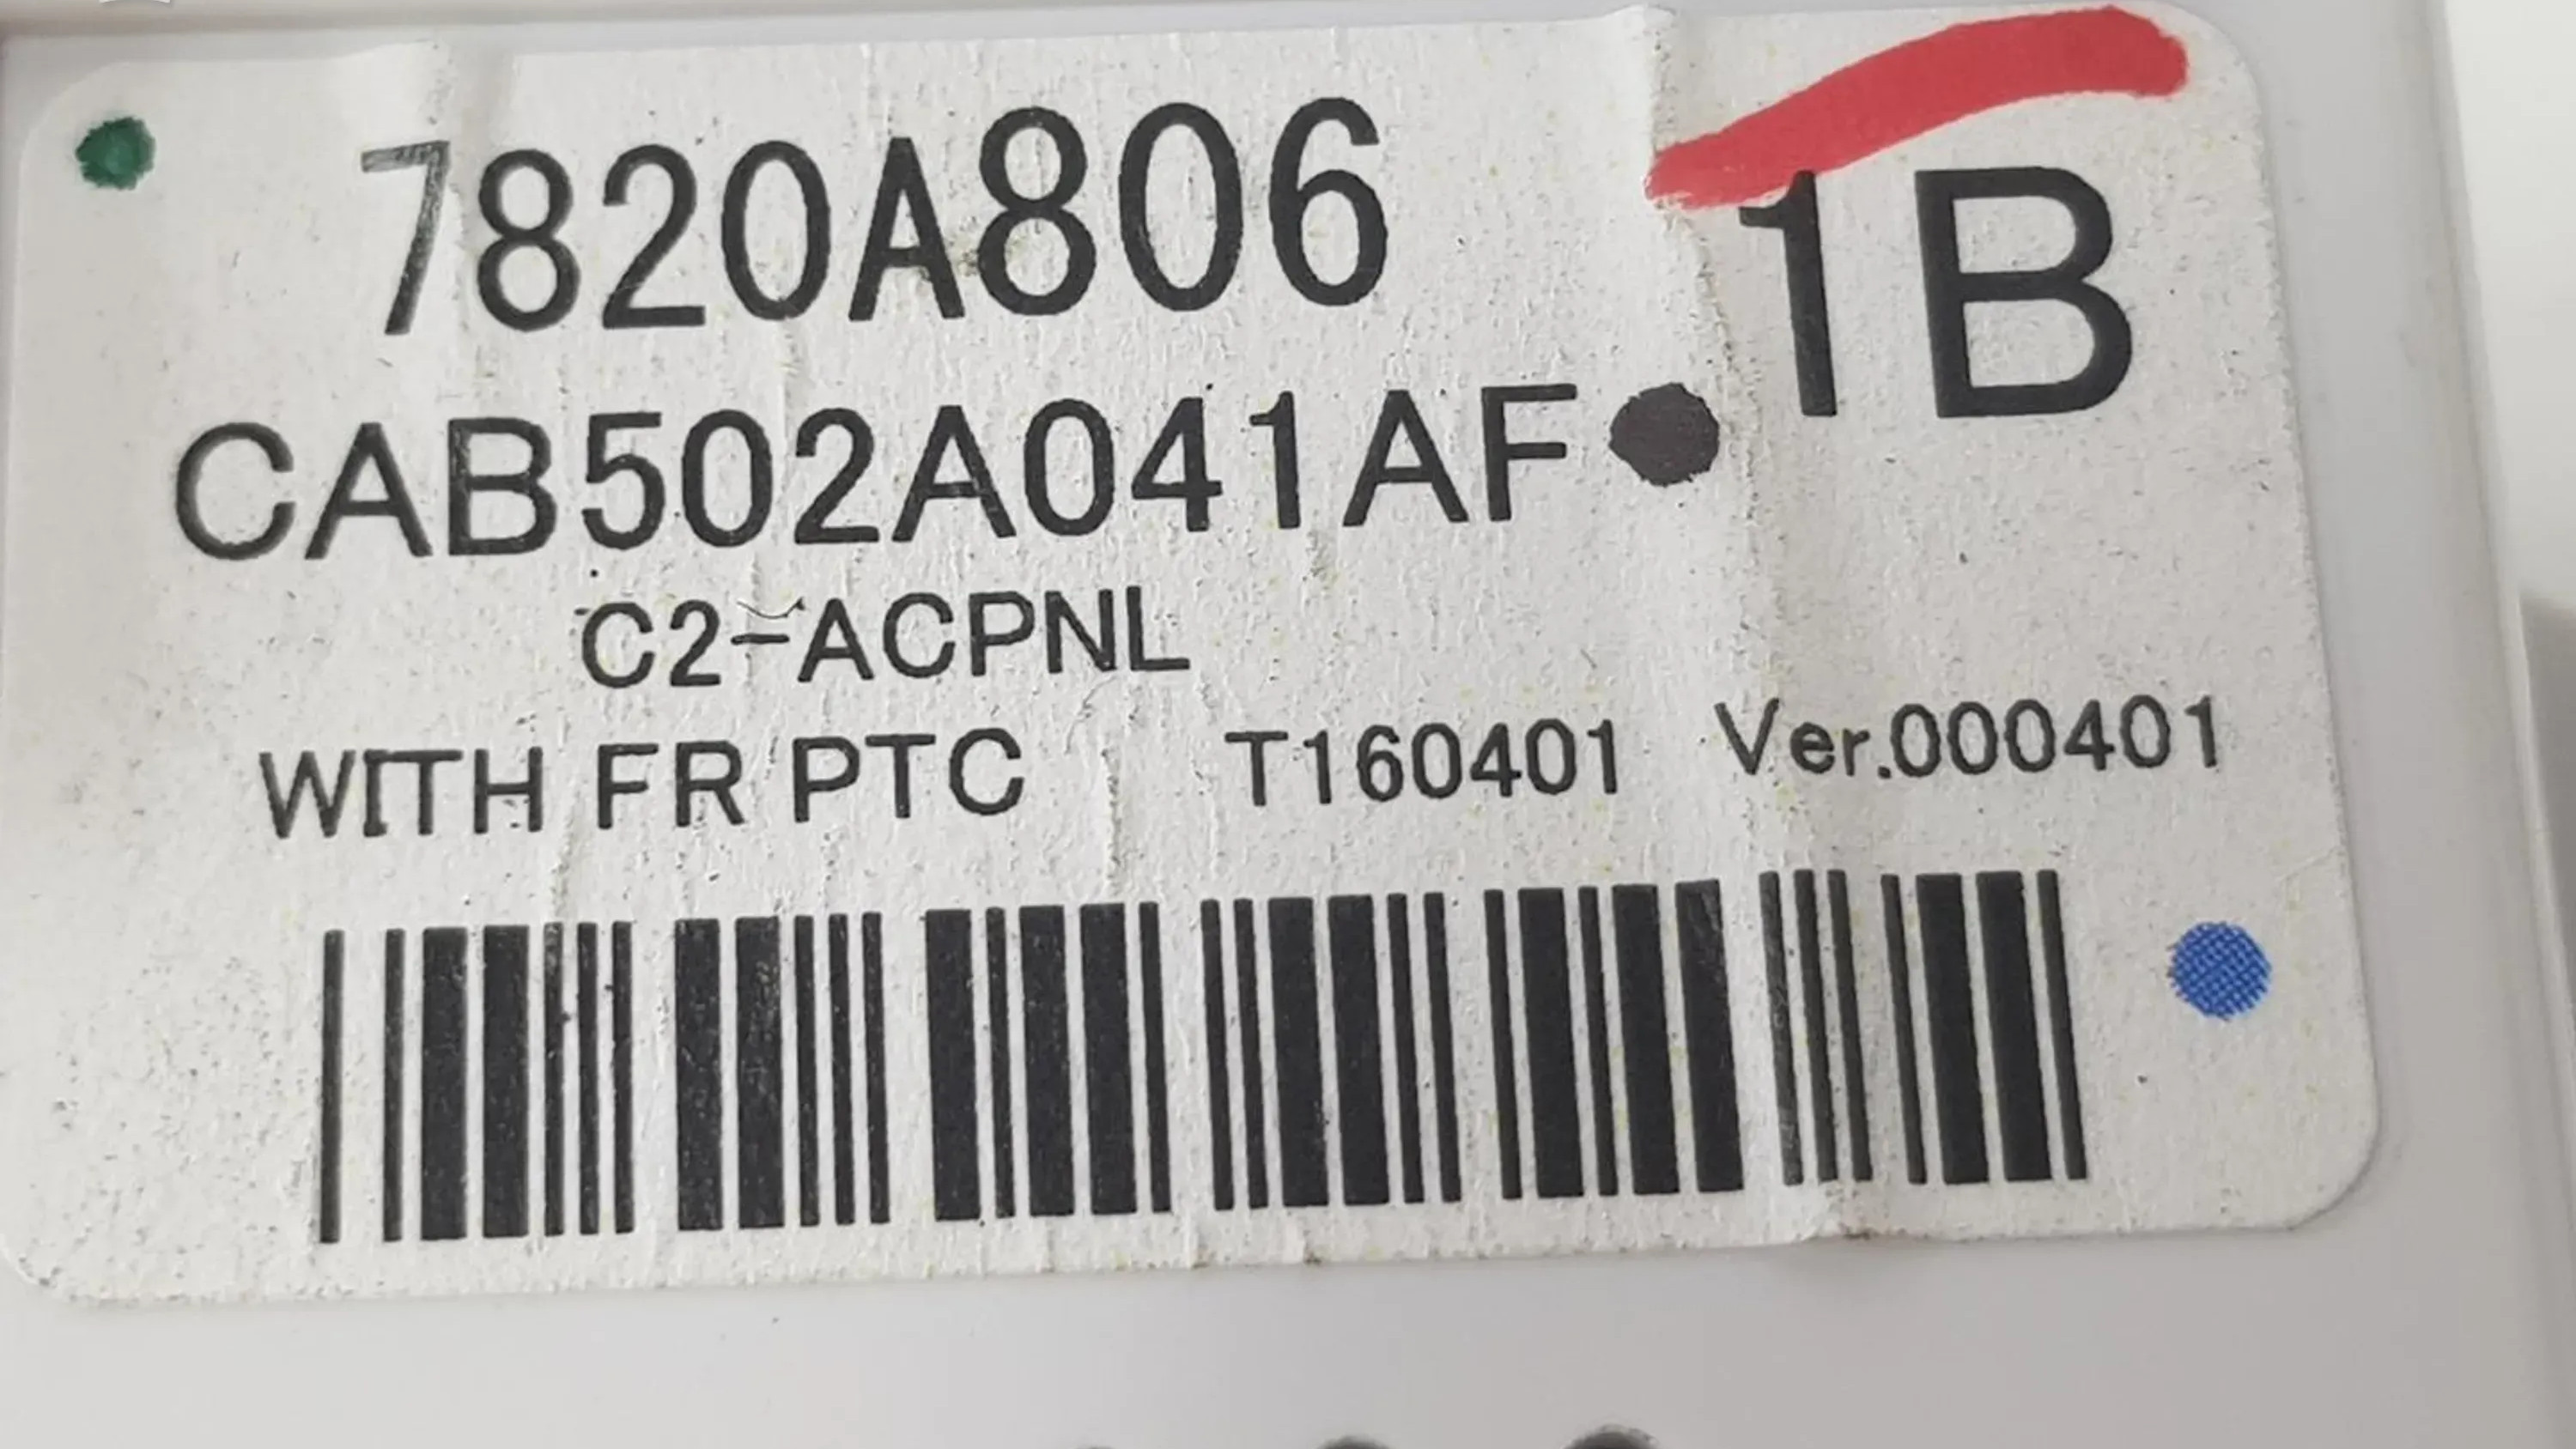 7820A806
1B
CAB502A041AF
C2-ACPNL
WITH FR PTC T160401 Ver.000401